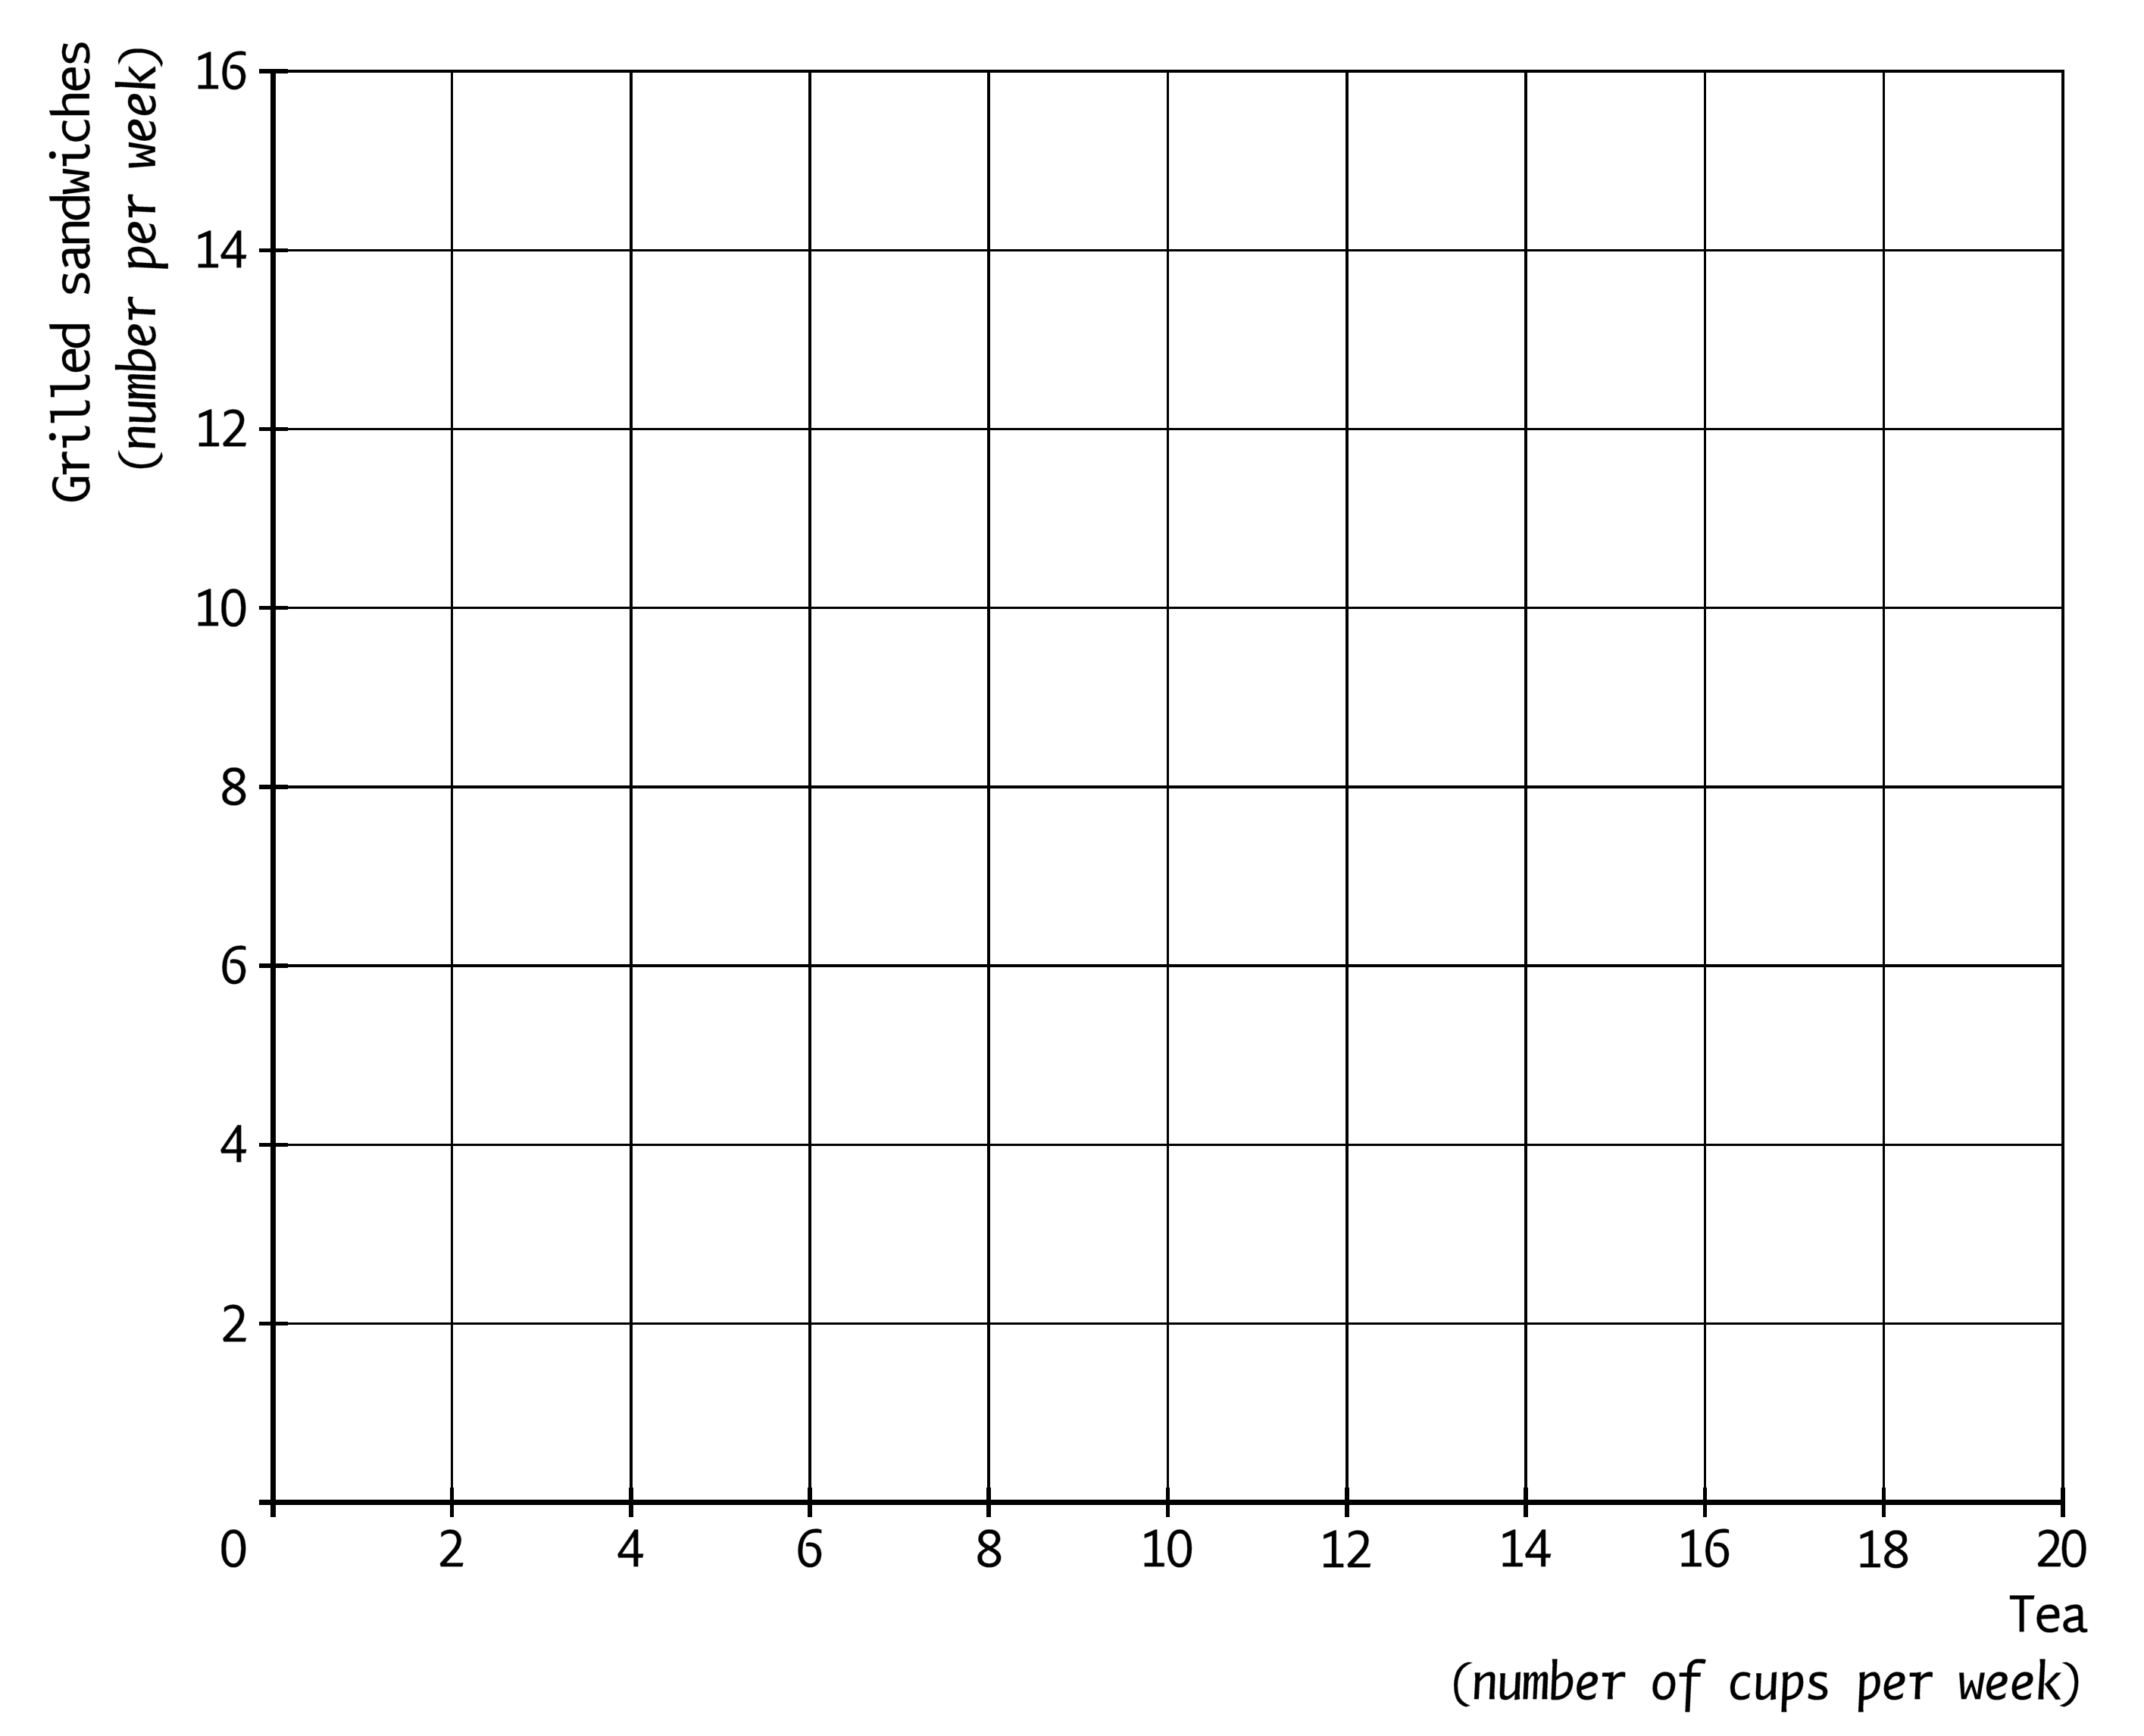 Grilled sandwiches
(number per week)
16
14
12
10
8
6
4
2
0 2 4 6 8 10 12 14 16 18 20
Tea
(number of cups per week)